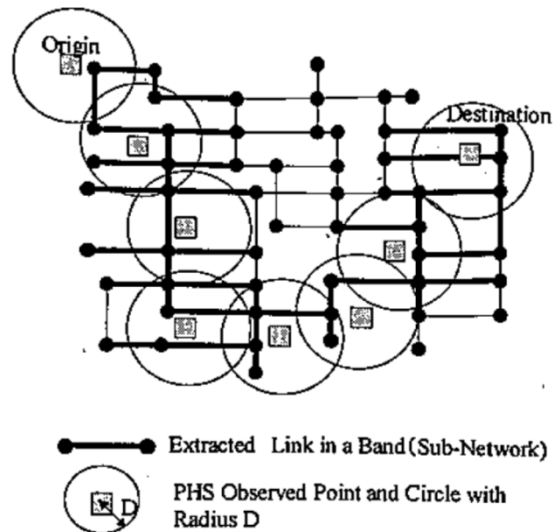 Origin
Destination
Extracted Link in a Band (Sub-Network)
D
PHS Observed Point and Circle with
Radius D